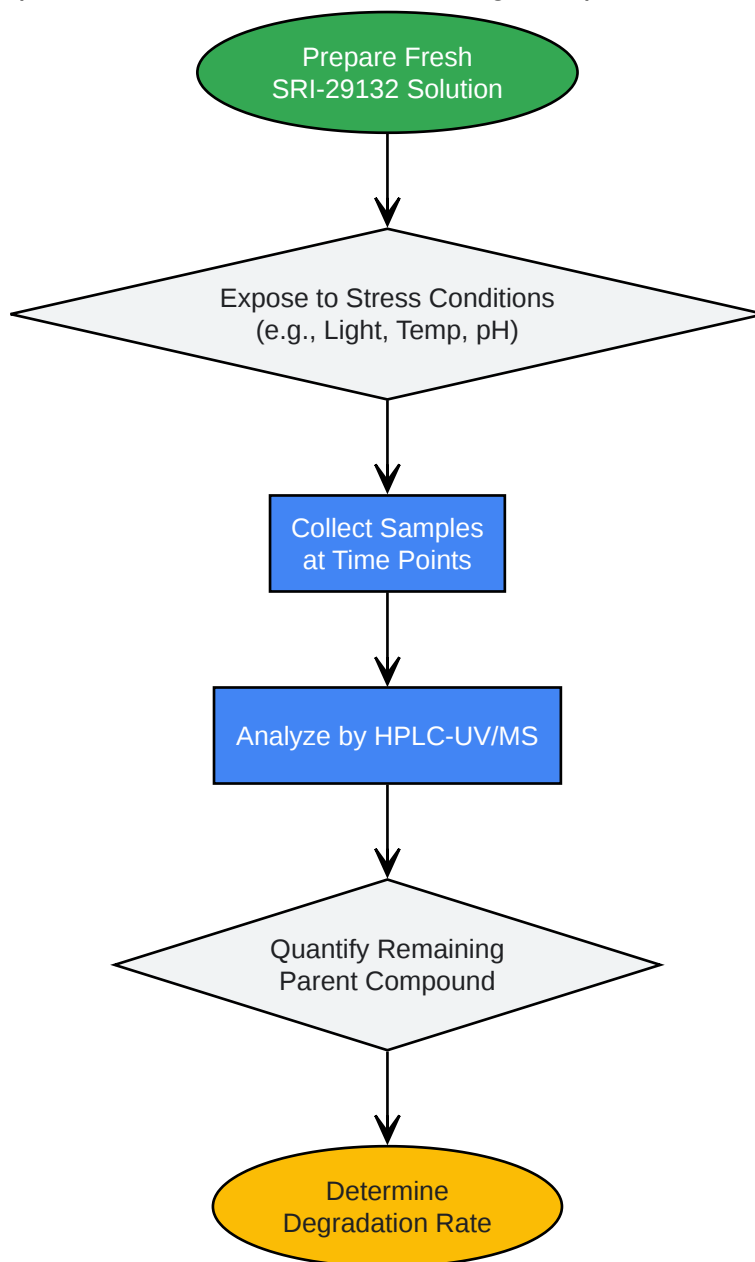 Prepare Fresh
SRI-29132 Solution
Expose to Stress Conditions
(e.g., Light, Temp, pH)
Collect Samples
at Time Points
Analyze by HPLC-UV/MS
Quantify Remaining
Parent Compound
Determine
Degradation Rate